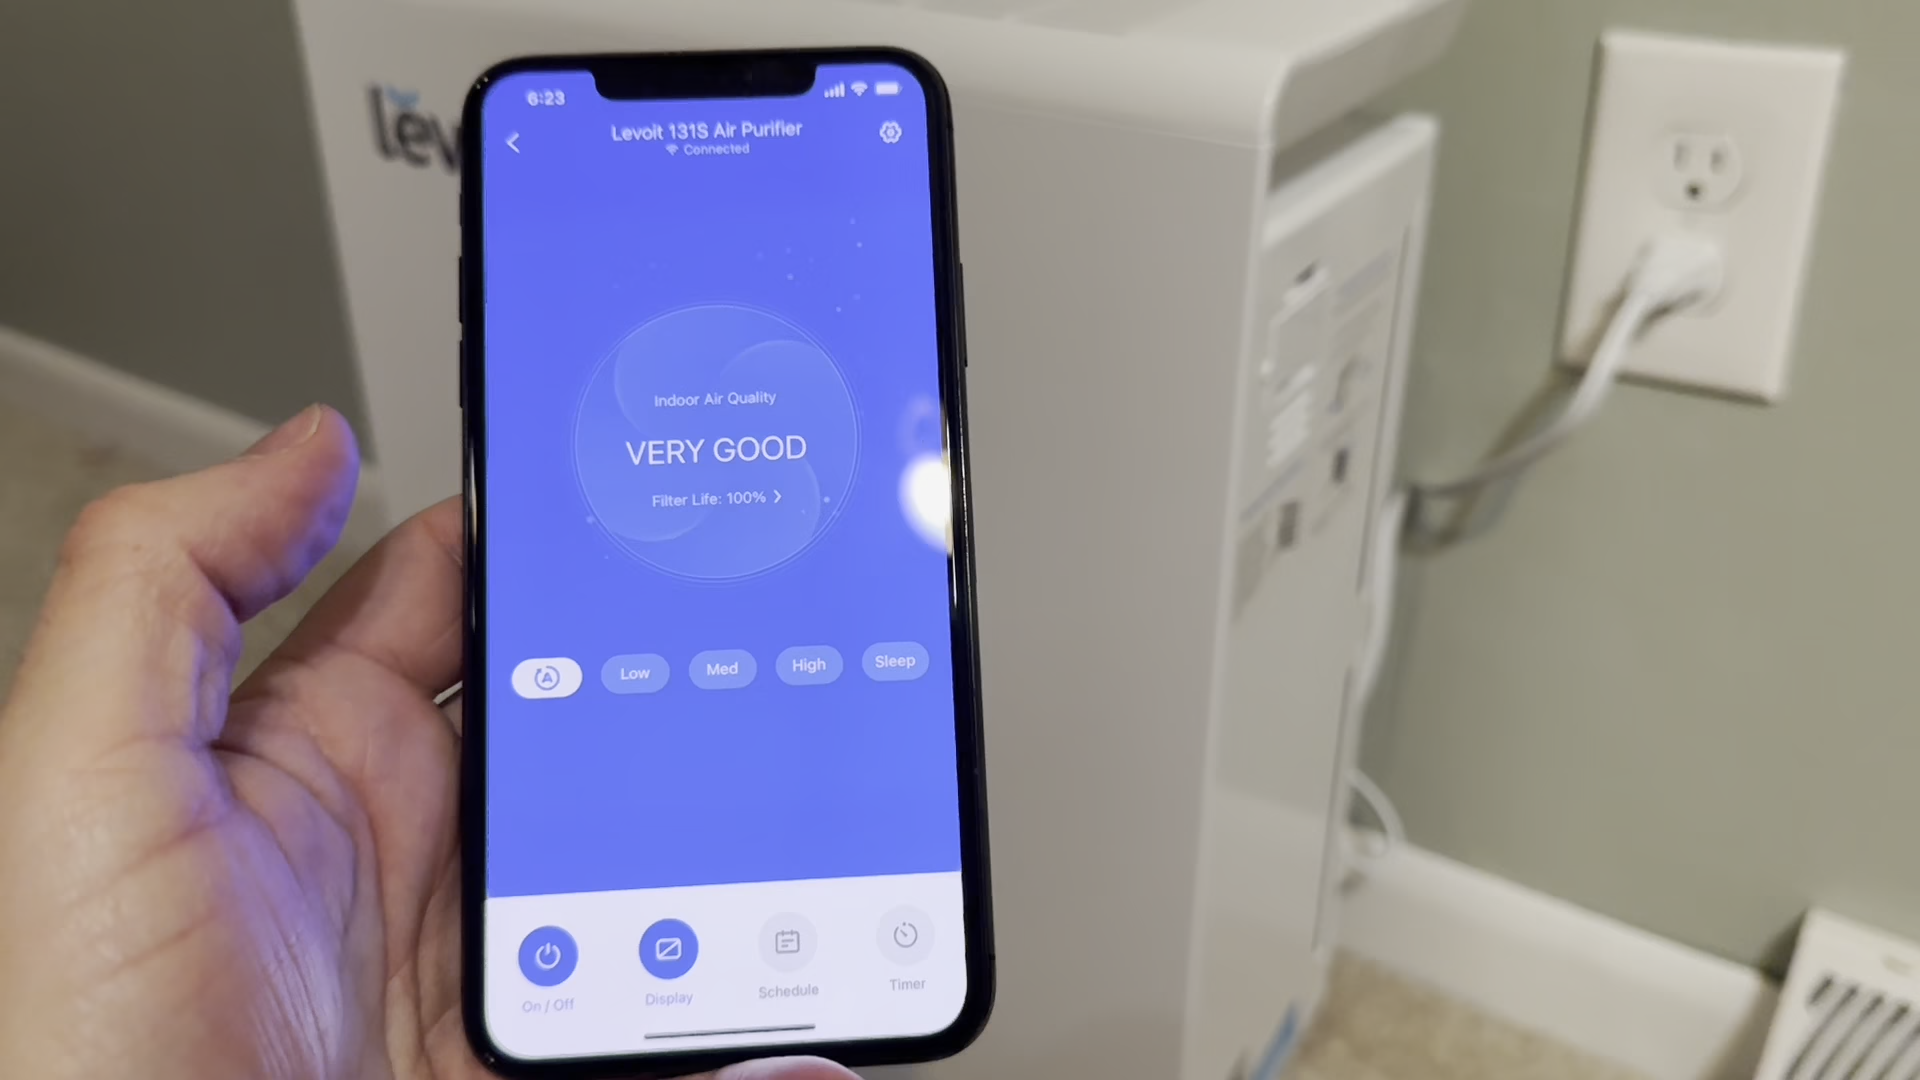 Lev
6:23
Levoit 131S Air Purifier
Connected
Indoor Air Quality
VERY GOOD
Filter Life: 100% >
A
Low
Med
High
Sleep
On / Off
Display
Schedule
Timer